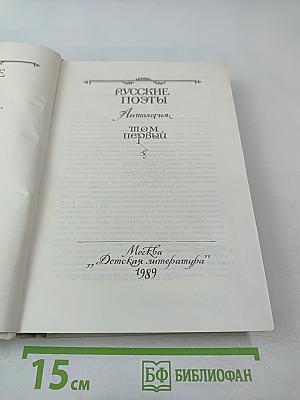 РУССКИЕ
ПОЭТЫ
Антология
ТОМ
ПЕРВЫЙ
Москва
„Детская литература"
1989
15 см
БФ БИБЛИОФАН